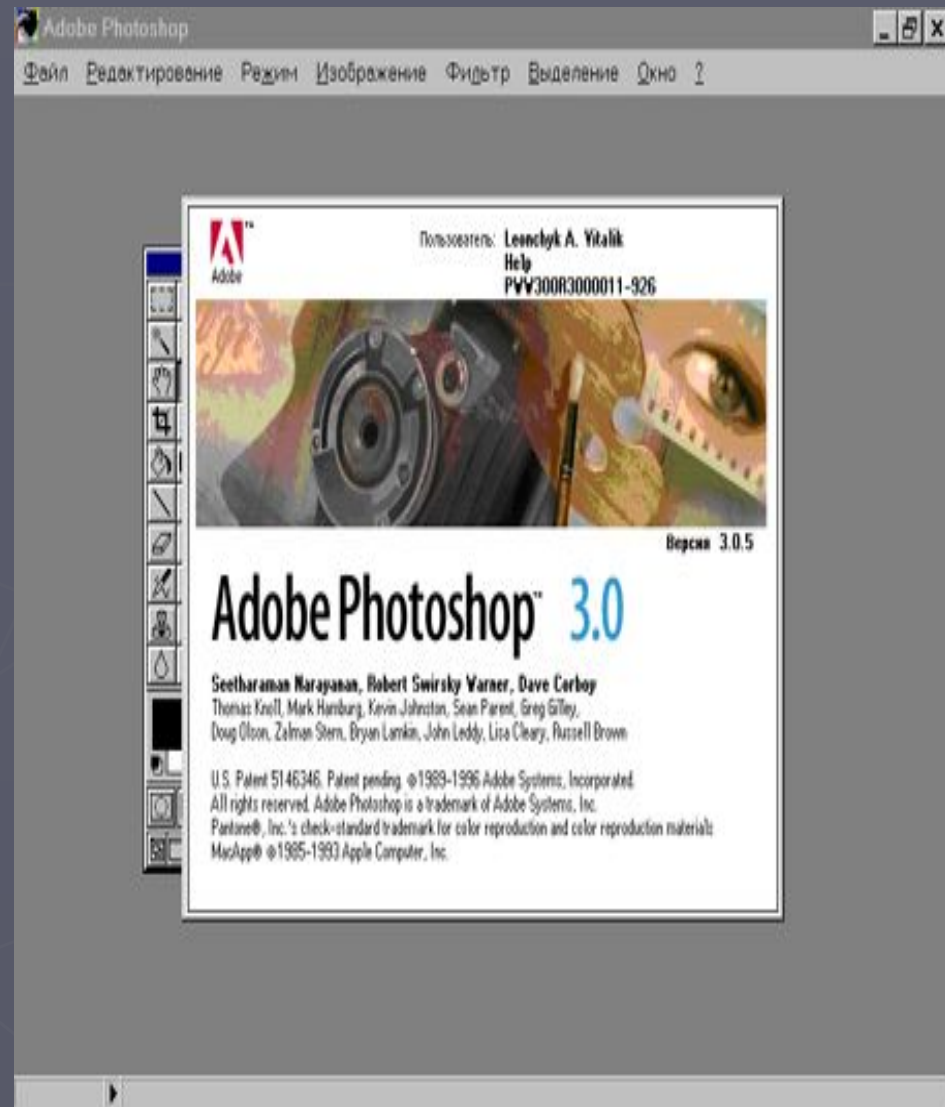 Adobe Photoshop
Файл Редактирование Режим Изображение Фильтр Выделение Окно ?
Adobe
Пользователь: Leonchyk A. Vitalik
Help
PWW300R3000011-926
Версия 3.0.5
Adobe Photoshop™ 3.0
Seetharaman Narayanan, Robert Swirsky Warner, Dave Corboy
Thomas Knoll, Mark Hamburg, Kevin Johnston, Sean Parent, Greg Gilley,
Doug Olson, Zalman Stern, Bryan Lamkin, John Leddy, Lisa Cleary, Russell Brown
U.S. Patent 5146346. Patent pending. ©1989-1996 Adobe Systems, Incorporated.
All rights reserved. Adobe Photoshop is a trademark of Adobe Systems, Inc.
Pantone®, Inc.'s check-standard trademark for color reproduction and color reproduction materials
MacApp® ©1985-1993 Apple Computer, Inc.